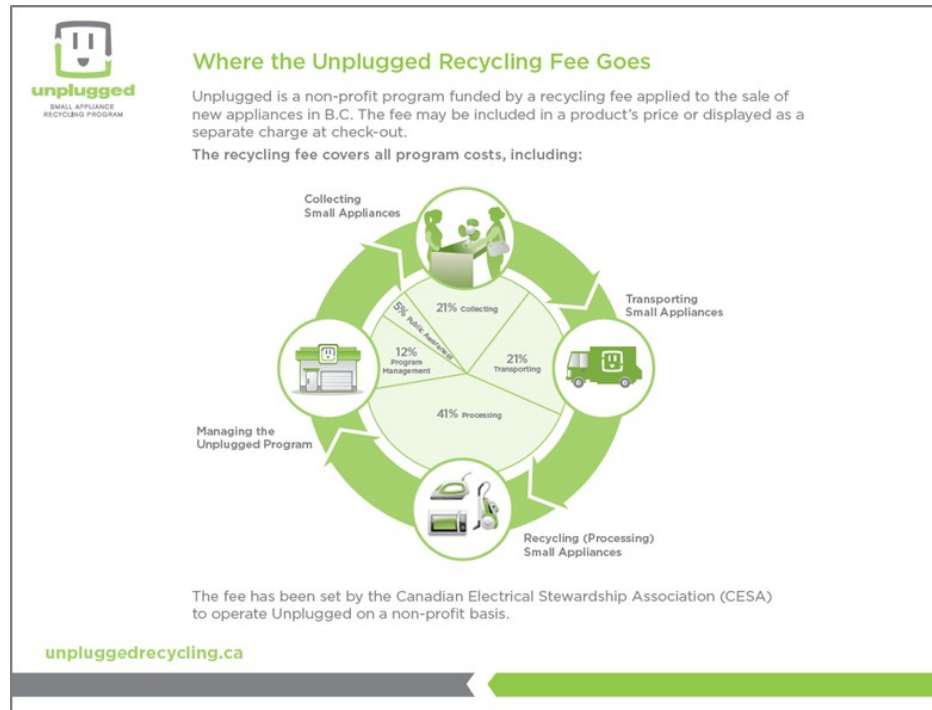 unplugged
SMALL APPLIANCE
RECYCLING PROGRAM
Where the Unplugged Recycling Fee Goes
Unplugged is a non-profit program funded by a recycling fee applied to the sale of
new appliances in B.C. The fee may be included in a product's price or displayed as a
separate charge at check-out.
The recycling fee covers all program costs, including:
Collecting
Small Appliances
Transporting
Small Appliances
21% Collecting
5% Public Awareness
12%
Program
Management
21%
Transporting
41% Processing
Managing the
Unplugged Program
Recycling (Processing)
Small Appliances
The fee has been set by the Canadian Electrical Stewardship Association (CESA)
to operate Unplugged on a non-profit basis.
unpluggedrecycling.ca